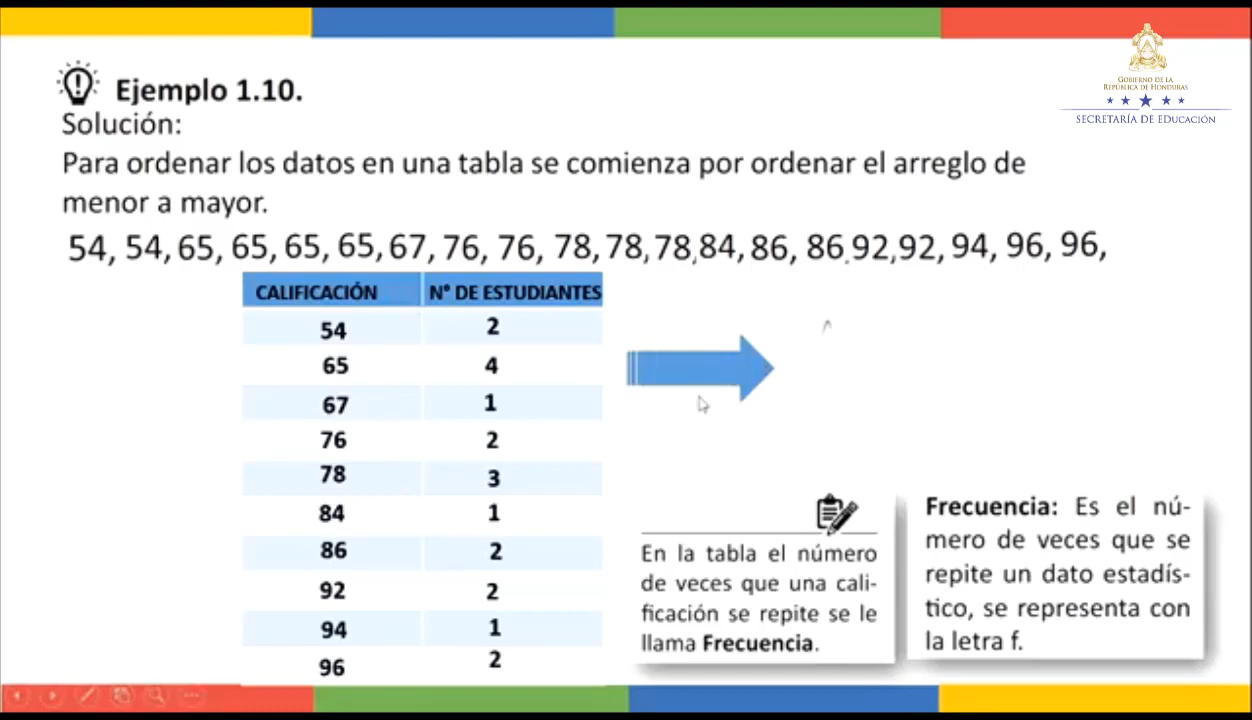 GOBIERNO DE LA
REPÚBLICA DE HONDURAS
SECRETARÍA DE EDUCACIÓN
Ejemplo 1.10.
Solución:
Para ordenar los datos en una tabla se comienza por ordenar el arreglo de
menor a mayor.
54, 54, 65, 65, 65, 65, 67, 76, 76, 78, 78, 78, 84, 86, 86, 92, 92, 94, 96, 96,
CALIFICACIÓN N° DE ESTUDIANTES
54 2
65 4
67 1
76 2
78 3
84 1
86 2
92 2
94 1
96 2
En la tabla el número
de veces que una cali-
ficación se repite se le
llama Frecuencia.
Frecuencia: Es el nú-
mero de veces que se
repite un dato estadís-
tico, se representa con
la letra f.